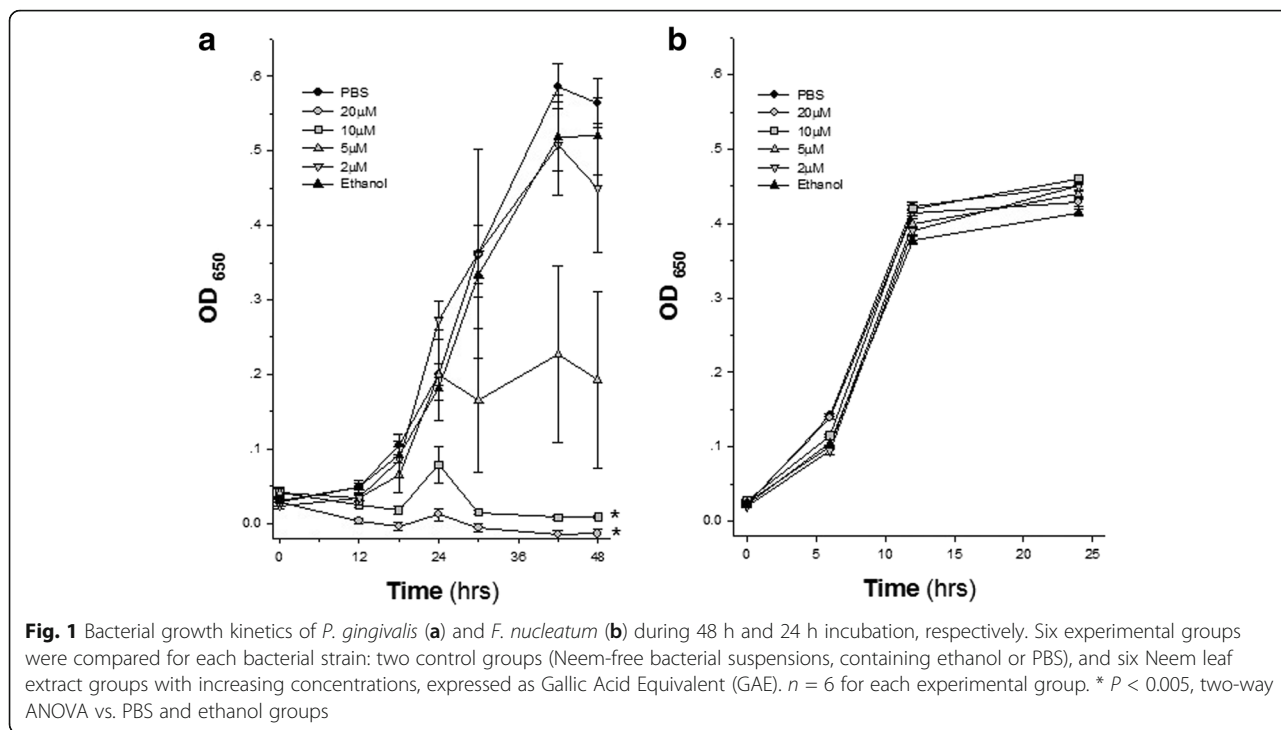 a
.6
.5
.4
.3
.2
.1
0.0
OD 650
PBS
20μM
10μM
5μM
2μM
Ethanol
*
*
0
12
18
24
30
36
42
48
Time (hrs)
b
.6
.5
.4
.3
.2
.1
0.0
OD 650
PBS
20μM
10μM
5μM
2μM
Ethanol
0
5
10
15
20
25
Time (hrs)
Fig. 1 Bacterial growth kinetics of P. gingivalis (a) and F. nucleatum (b) during 48 h and 24 h incubation, respectively. Six experimental groups
were compared for each bacterial strain: two control groups (Neem-free bacterial suspensions, containing ethanol or PBS), and six Neem leaf
extract groups with increasing concentrations, expressed as Gallic Acid Equivalent (GAE). n = 6 for each experimental group. * P < 0.005, two-way
ANOVA vs. PBS and ethanol groups